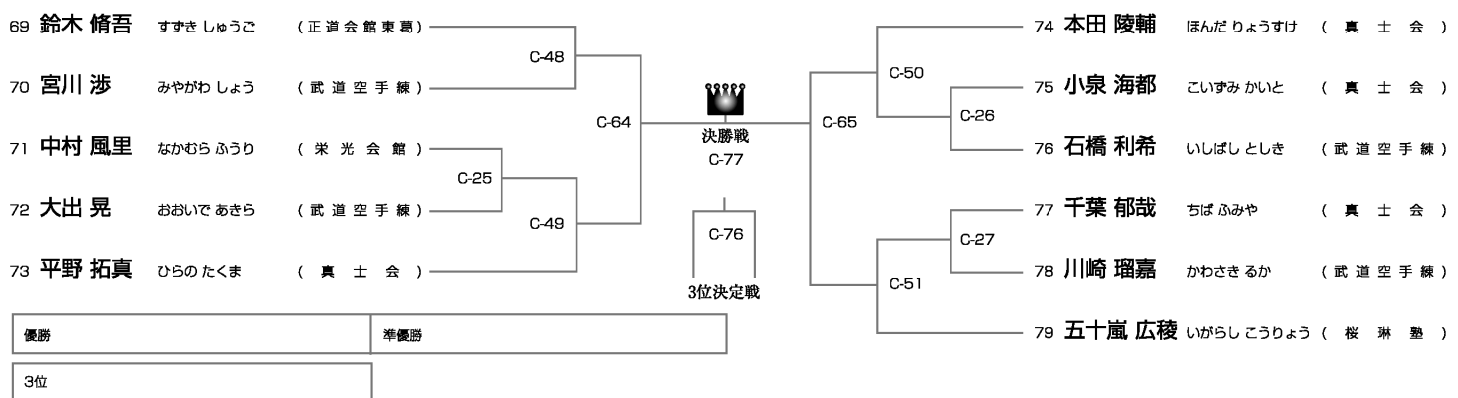 69 鈴木 脩吾 すずき しゅうご (正道会館東葛)
70 宮川 渉 みやがわ しょう (武道空手練)
71 中村 風里 なかむら ふうり (栄光会館)
72 大出 晃 おおいで あきら (武道空手練)
73 平野 拓真 ひらの たくま (真士会)
C-48
C-25
C-49
C-64
決勝戦
C-77
C-76
3位決定戦
C-65
C-50
C-26
C-27
C-51
74 本田 陵輔 ほんだ りょうすけ (真士会)
75 小泉 海都 こいずみ かいと (真士会)
76 石橋 利希 いしばし としき (武道空手練)
77 千葉 郁哉 ちば ふみや (真士会)
78 川崎 瑠嘉 かわさき るか (武道空手練)
79 五十嵐 広稜 いがらし こうりょう (桜琳塾)
優勝 準優勝
3位